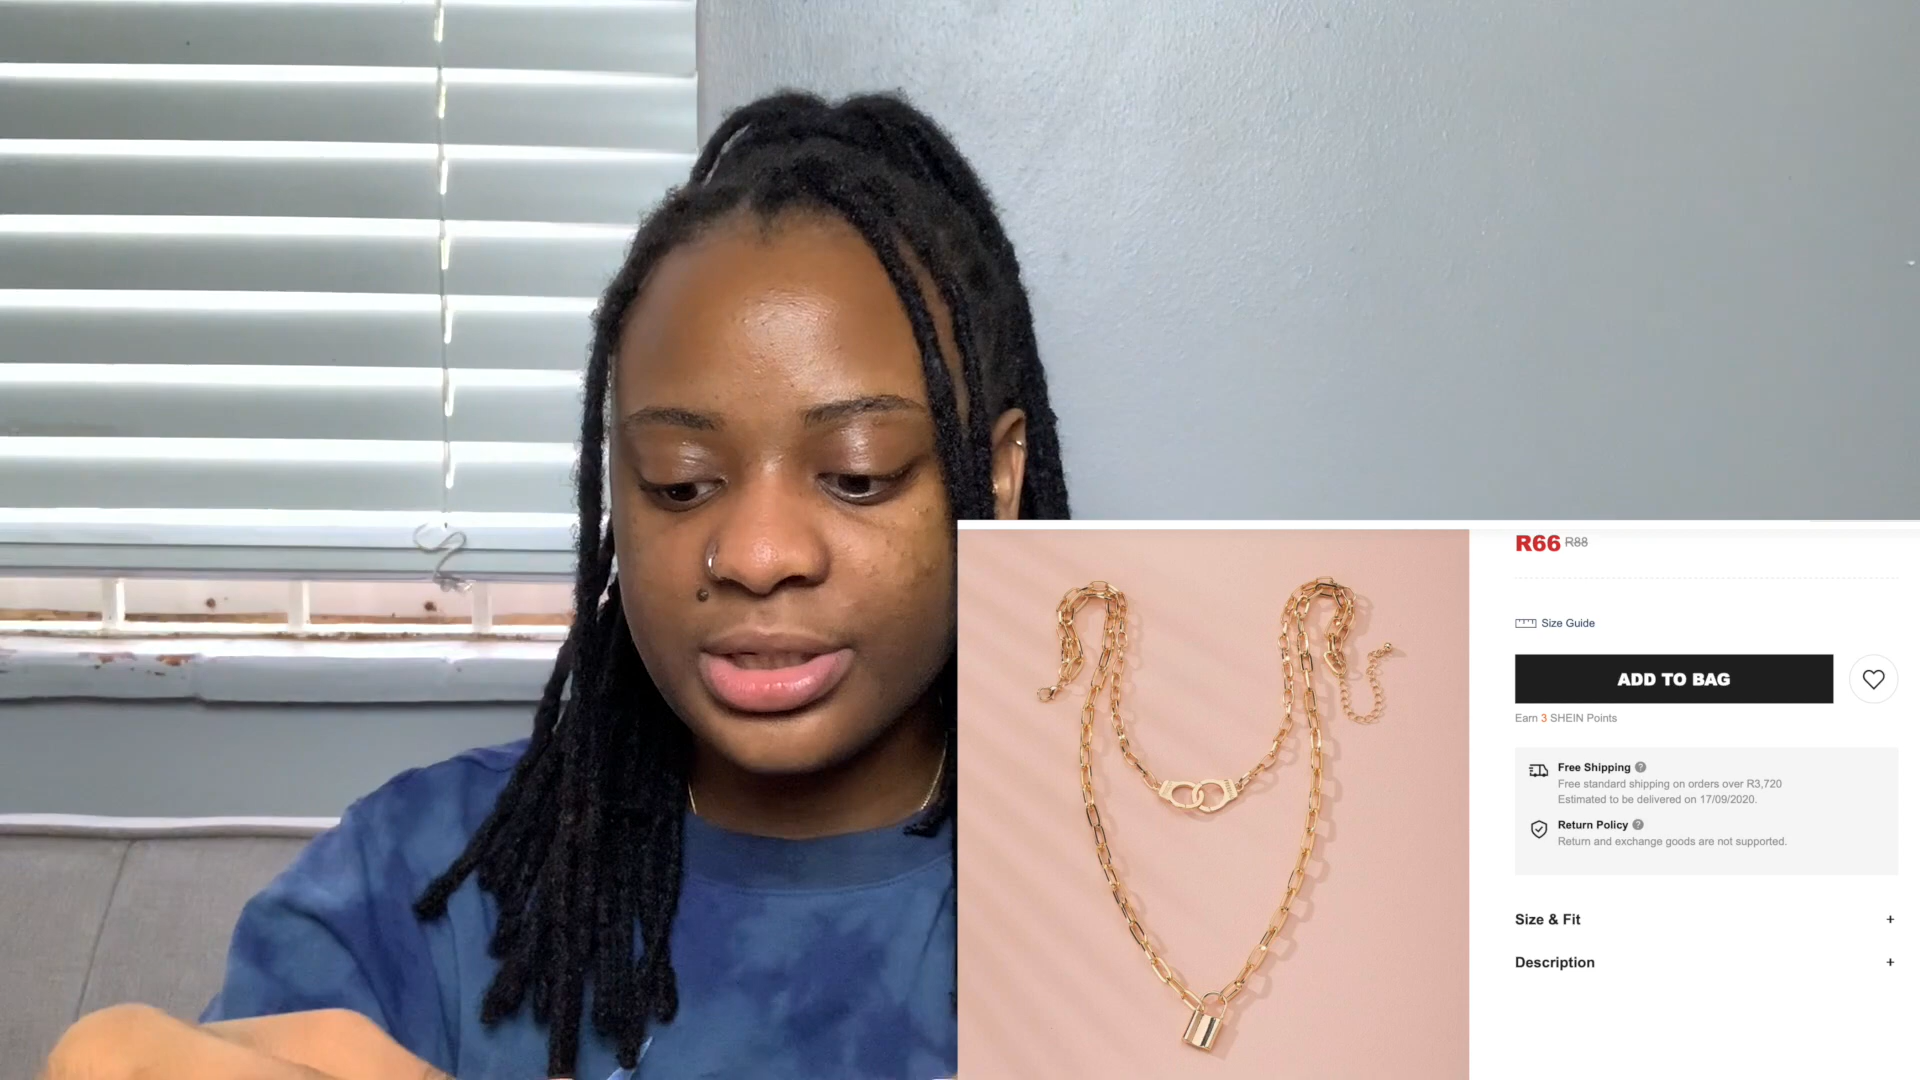 R66 R88
Size Guide
ADD TO BAG
Earn 3 SHEIN Points
Free Shipping ?
Free standard shipping on orders over R3,720
Estimated to be delivered on 17/09/2020.
Return Policy ?
Return and exchange goods are not supported.
Size & Fit +
Description +